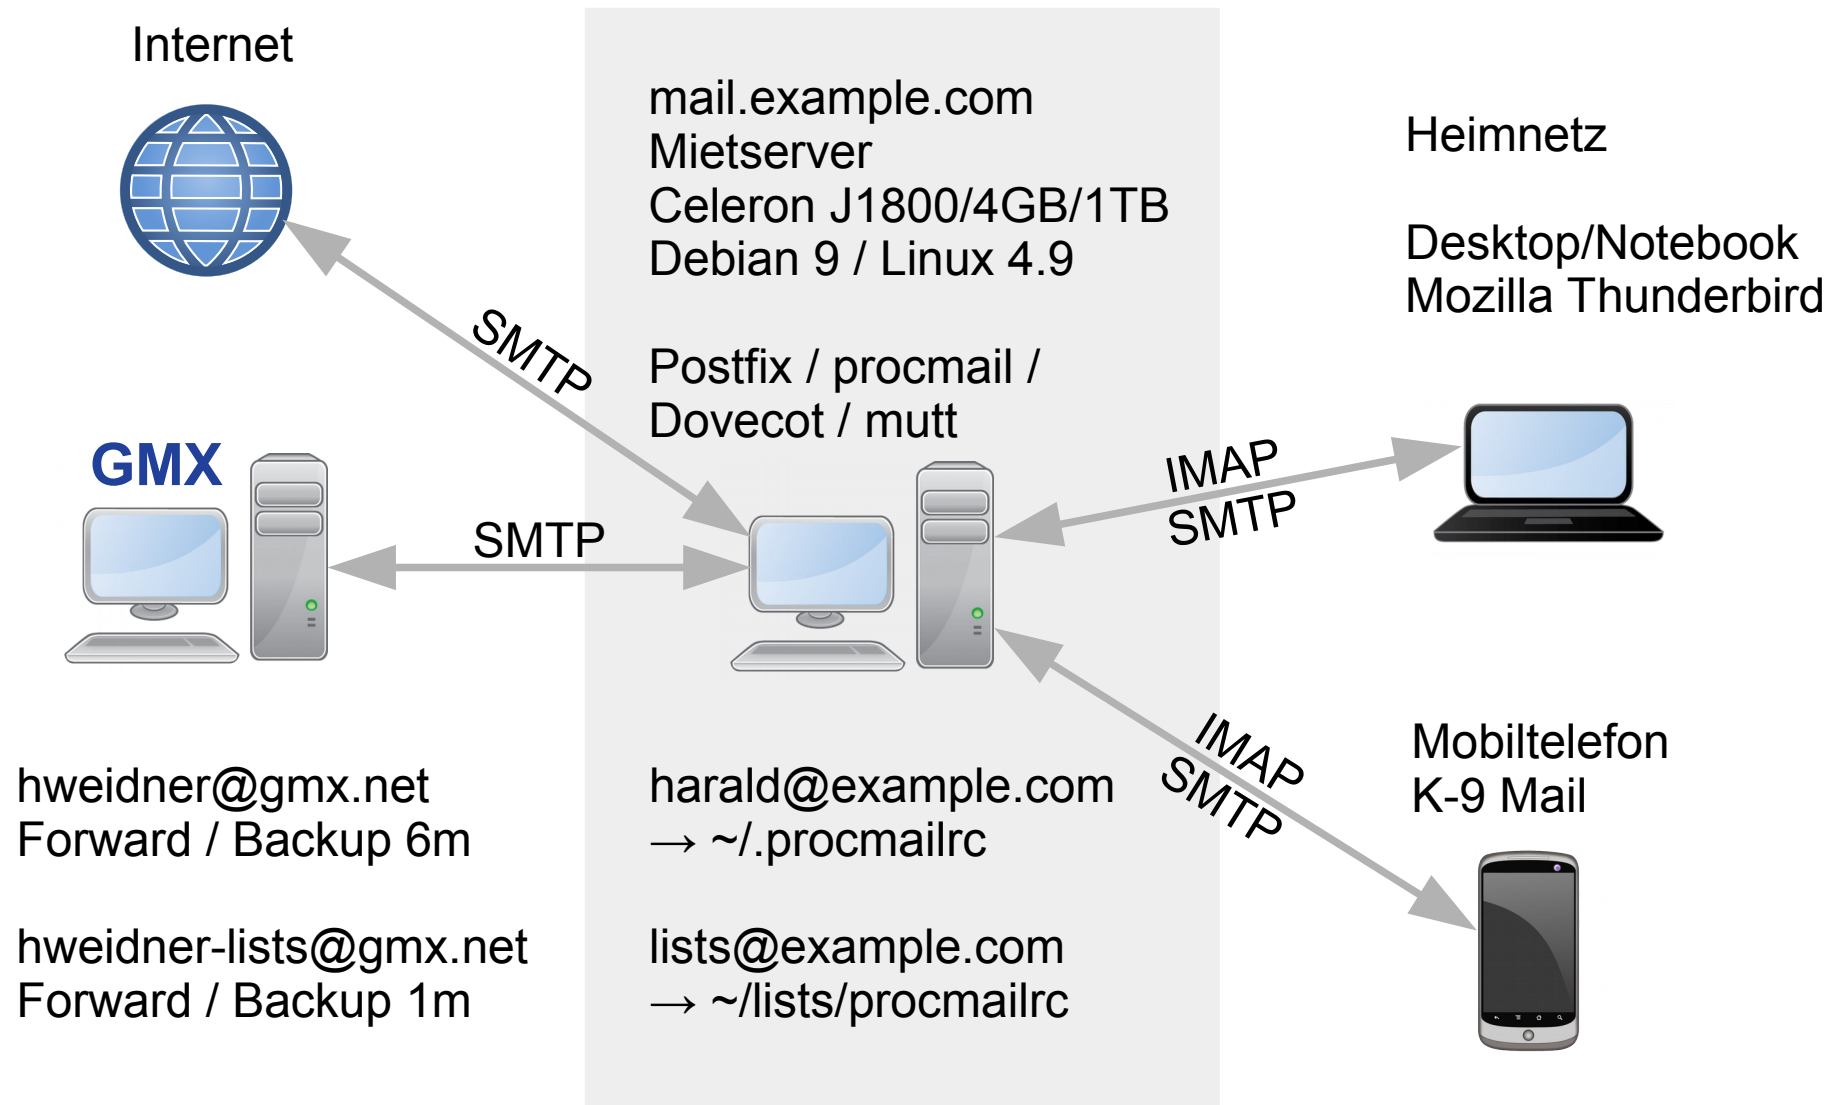 Internet
GMX
hweidner@gmx.net
Forward / Backup 6m
hweidner-lists@gmx.net
Forward / Backup 1m
SMTP
SMTP
mail.example.com
Mietserver
Celeron J1800/4GB/1TB
Debian 9 / Linux 4.9
Postfix / procmail /
Dovecot / mutt
harald@example.com
→ ~/.procmailrc
lists@example.com
→ ~/lists/procmailrc
IMAP
SMTP
IMAP
SMTP
Heimnetz
Desktop/Notebook
Mozilla Thunderbird
Mobiltelefon
K-9 Mail